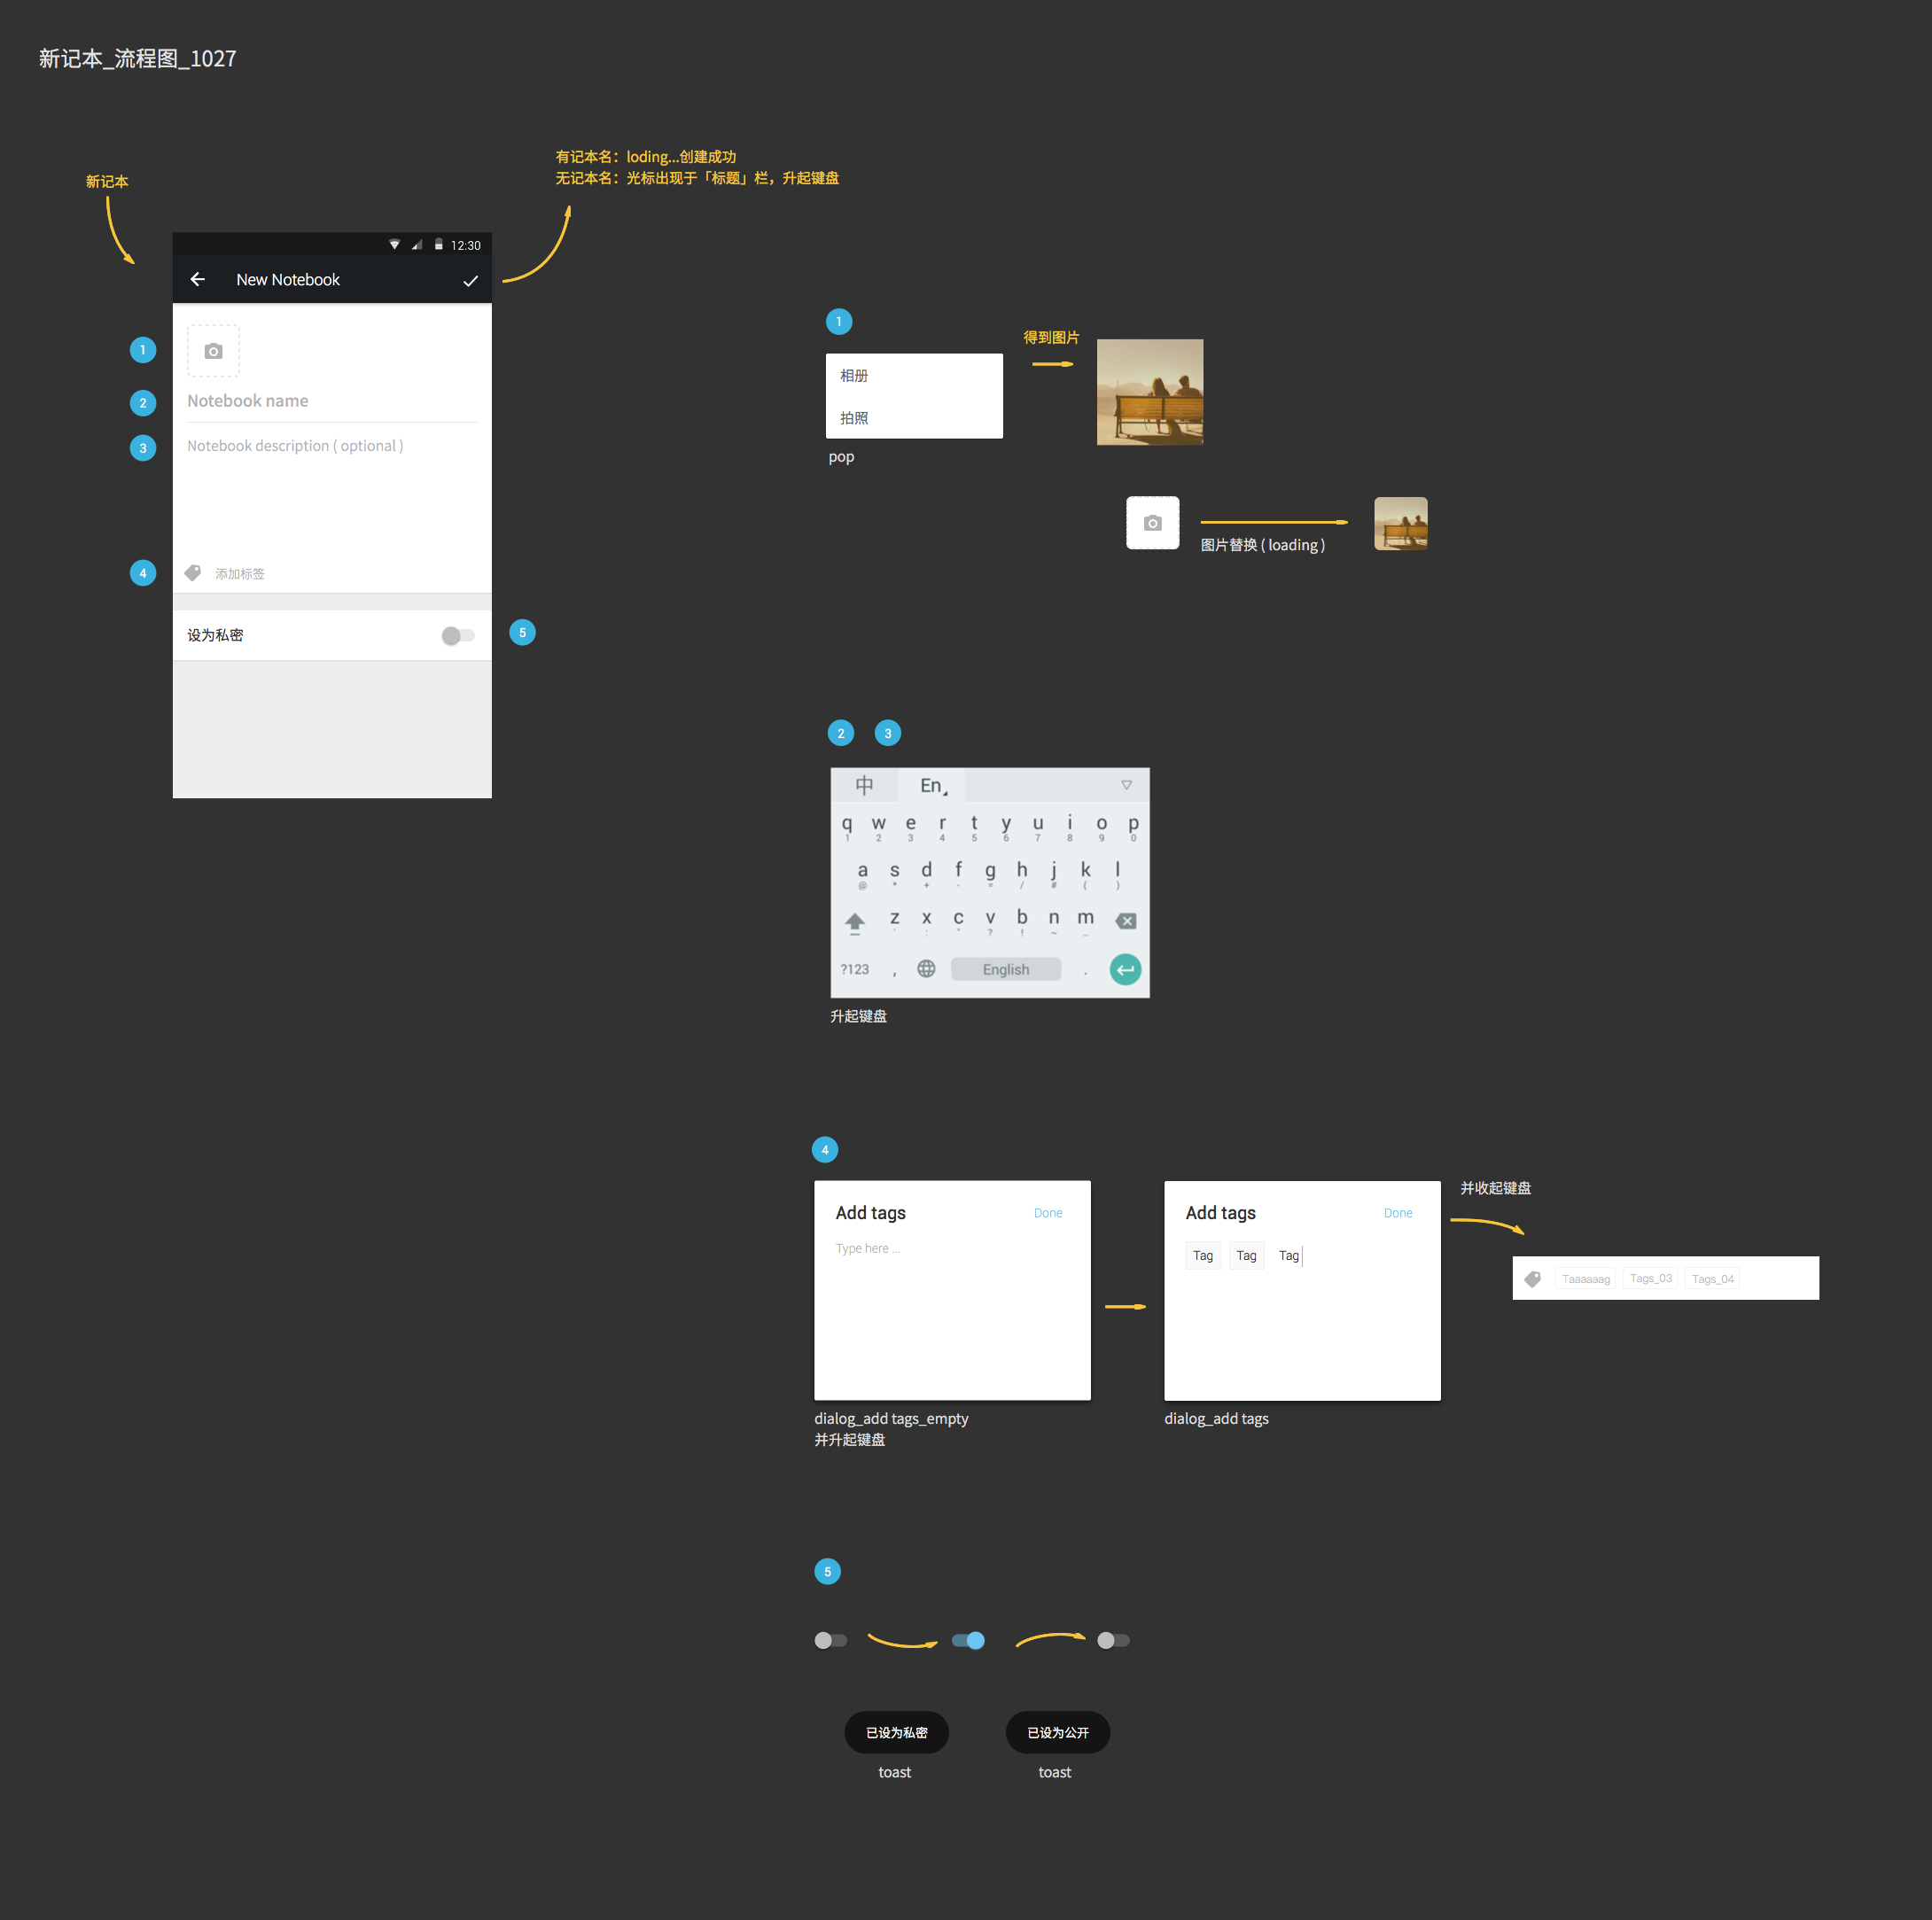 新记本_流程图_1027
新记本
有记本名：loding...创建成功
无记本名：光标出现于「标题」栏，升起键盘
12:30
New Notebook
1
2
Notebook name
3
Notebook description ( optional )
4
添加标签
设为私密
5
1
相册
拍照
pop
得到图片
图片替换 ( loading )
2 3
中 En
q w e r t y u i o p
1 2 3 4 5 6 7 8 9 0
a s d f g h j k l
@ * + - = / # ( )
z x c v b n m
' : " ? ! ~ _
?123 , English .
升起键盘
4
Add tags Done
Type here ...
dialog_add tags_empty
并升起键盘
Add tags Done
Tag Tag Tag
dialog_add tags
并收起键盘
Taaaaaag Tags_03 Tags_04
5
已设为私密
toast
已设为公开
toast